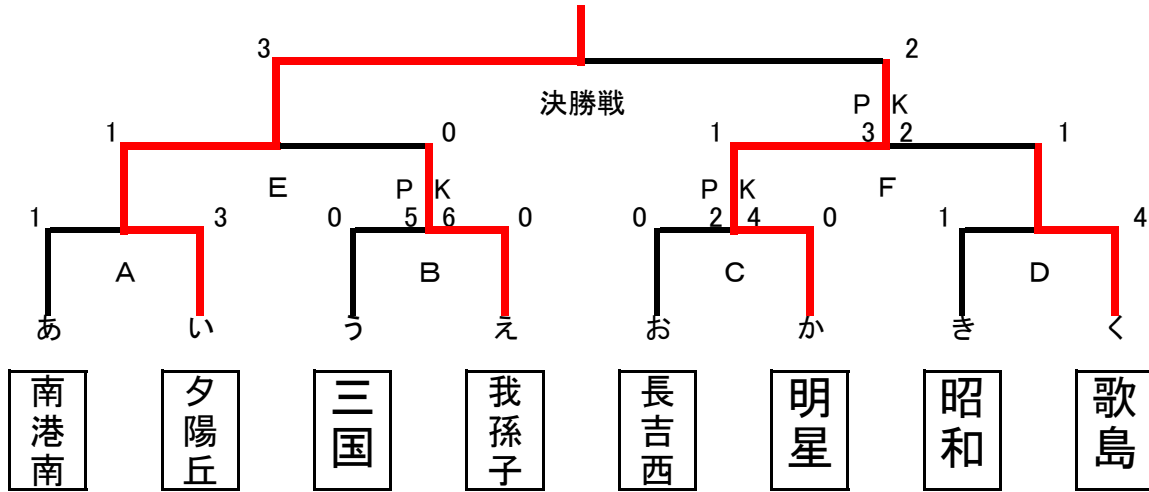 3 2
決勝戦 P K
1 0 1 3 2 1
E P K P K F
1 3 0 5 6 0 0 2 4 0 1 4
A B C D
あ い う え お か き く
南港南 夕陽丘 三国 我孫子 長吉西 明星 昭和 歌島